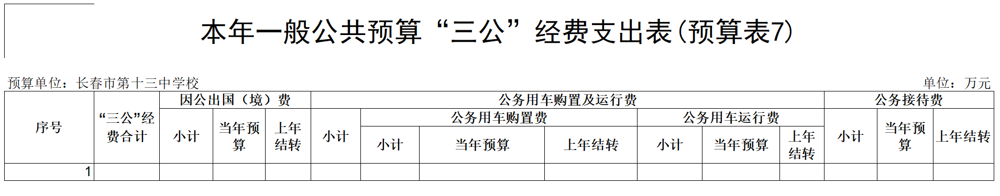 本年一般公共预算“三公”经费支出表(预算表7)
预算单位：长春市第十三中学校 单位：万元
序号 “三公”经费合计 因公出国（境）费 公务用车购置及运行费 公务接待费
小计 当年预算 上年结转 小计 公务用车购置费 公务用车运行费 小计 当年预算 上年结转
小计 当年预算 上年结转 小计 当年预算 上年结转
1